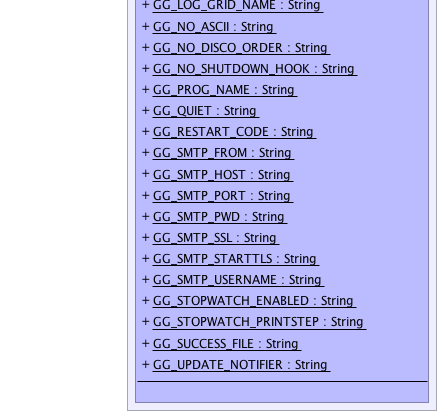 + GG_LOG_GRID_NAME : String
+ GG_NO_ASCII : String
+ GG_NO_DISCO_ORDER : String
+ GG_NO_SHUTDOWN_HOOK : String
+ GG_PROG_NAME : String
+ GG_QUIET : String
+ GG_RESTART_CODE : String
+ GG_SMTP_FROM : String
+ GG_SMTP_HOST : String
+ GG_SMTP_PORT : String
+ GG_SMTP_PWD : String
+ GG_SMTP_SSL : String
+ GG_SMTP_STARTTLS : String
+ GG_SMTP_USERNAME : String
+ GG_STOPWATCH_ENABLED : String
+ GG_STOPWATCH_PRINTSTEP : String
+ GG_SUCCESS_FILE : String
+ GG_UPDATE_NOTIFIER : String